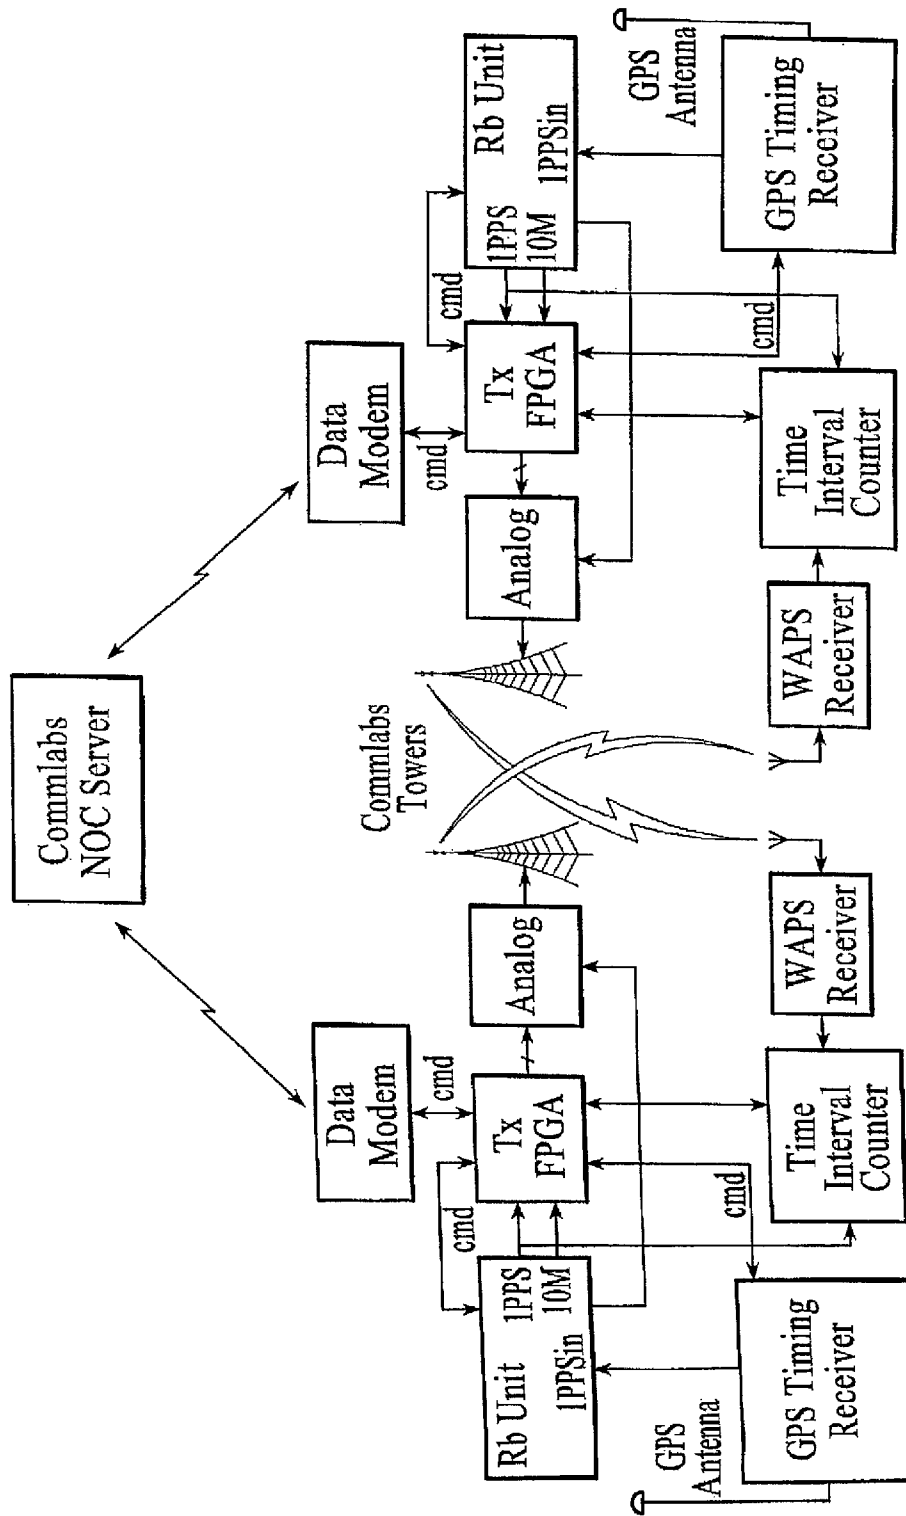 Commlabs
NOC Server
Data
Modem
Data
Modem
cmd
cmd
cmd
cmd
Commlabs
Towers
Rb Unit
1PPS
10M
1PPSin
Tx
FPGA
Analog
Analog
Tx
FPGA
Rb Unit
1PPS
10M
1PPSin
GPS
Antenna
cmd
cmd
GPS
Antenna
GPS Timing
Receiver
Time
Interval
Counter
WAPS
Receiver
WAPS
Receiver
Time
Interval
Counter
GPS Timing
Receiver